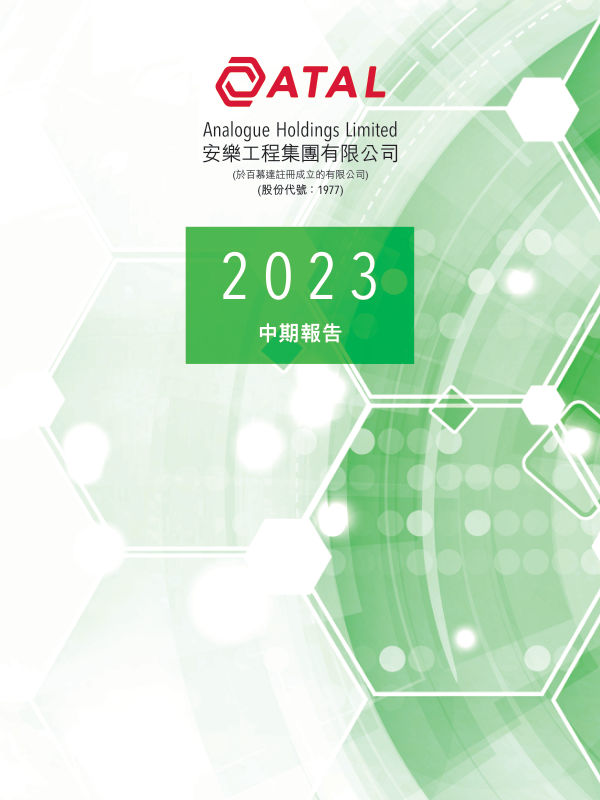 ATAL
Analogue Holdings Limited
安樂工程集團有限公司
(於百慕達註冊成立的有限公司)
(股份代號：1977)
2023
中期報告